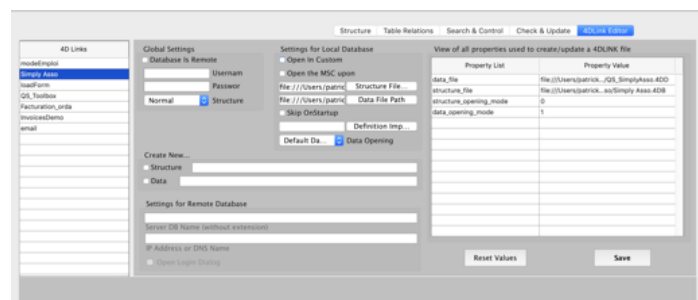 Structure Table Relations Search & Control Check & Update 4DLink Editor
4D Links
modeEmploi
Simply Asso
loadForm
QS_Toolbox
Facturation_orda
InvoicesDemo
email
Global Settings
Database Is Remote
Usernam
Passwor
Normal Structure
Settings for Local Database
Open In Custom
Open the MSC upon
file:///Users/patric Structure File...
file:///Users/patric Data File Path
Skip OnStartup
Definition Imp...
Default Da... Data Opening
Create New...
Structure
Data
Settings for Remote Database
Server DB Name (without extension)
IP Address or DNS Name
Open Login Dialog
View of all properties used to create/update a 4DLINK file
Property List Property Value
data_file file:///Users/patrick.../QS_SimplyAsso.4DD
structure_file file:///Users/patrick...so/Simply Asso.4DB
structure_opening_mode 0
data_opening_mode 1
Reset Values Save